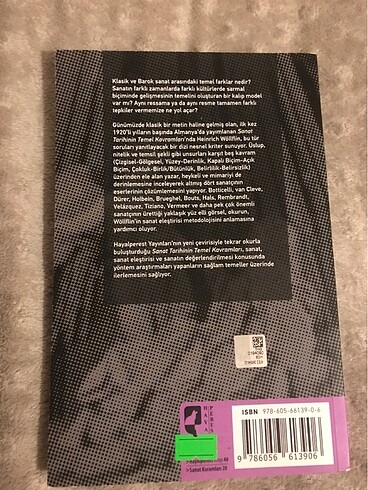 Klasik ve Barok sanat arasındaki temel farklar nedir?
Sanatın farklı zamanlarda farklı kültürlerde sarmal
biçiminde gelişmesinin temelini oluşturan bir kalıp model
var mı? Aynı ressama ya da aynı resme tamamen farklı
tepkiler vermemize ne yol açar?
Günümüzde klasik bir metin haline gelmiş olan, ilk kez
1920'li yılların başında Almanya'da yayımlanan Sanat
Tarihinin Temel Kavramları'nda Heinrich Wölfflin, bu tür
soruları yanıtlayacak bir dizi nesnel kriter sunuyor. Üslup,
nitelik ve temsil şekli gibi unsurları karşıt beş kavram
(Çizgisel-Gölgesel, Yüzey-Derinlik, Kapalı Biçim-Açık
Biçim, Çokluk-Birlik/Bütünlük, Belirlilik-Belirsizlik)
üzerinden ele alan yazar, heykeli ve mimariyi de
derinlemesine inceleyerek altmış dört sanatçının
eserlerinin çözümlemesini yapıyor. Botticelli, van Cleve,
Dürer, Holbein, Brueghel, Bouts, Hals, Rembrandt,
Velázquez, Tiziano, Vermeer ve daha pek çok önemli
sanatçının ürettiği yaklaşık yüz elli görsel, okurun,
Wölfflin'in sanat eleştirisi metodolojisini anlamasına
yardımcı oluyor.
Hayalperest Yayınları'nın yeni çevirisiyle tekrar okurla
buluşturduğu Sanat Tarihinin Temel Kavramları, sanat,
sanat eleştirisi ve sanatın değerlendirilmesi konusunda
yöntem araştırmaları yapanların sağlam temeller üzerinde
ilerlemesini sağlıyor.
HAYAL
PEREST
ISBN 978-605-66139-0-6
9 786056 613906
• Sanat Kuramları